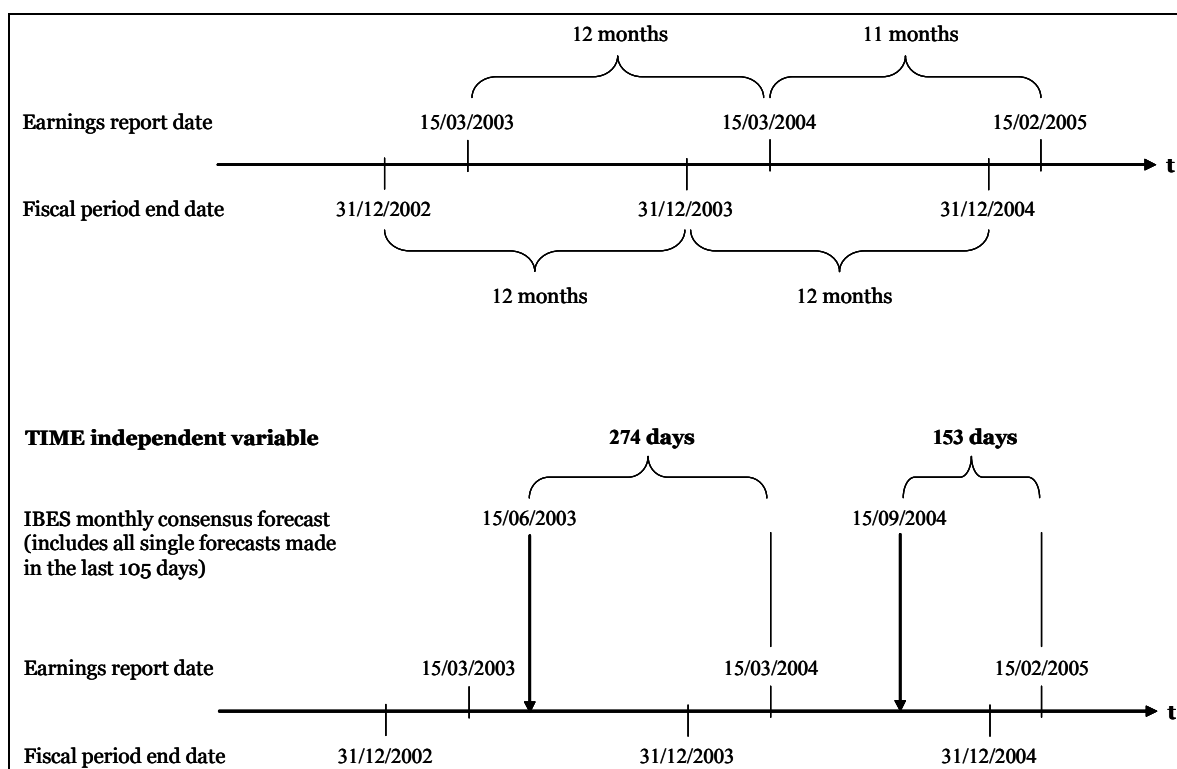 12 months 11 months
Earnings report date 15/03/2003 15/03/2004 15/02/2005
t
Fiscal period end date 31/12/2002 31/12/2003 31/12/2004
12 months 12 months
TIME independent variable 274 days 153 days
IBES monthly consensus forecast 15/06/2003 15/09/2004
(includes all single forecasts made
in the last 105 days)
Earnings report date 15/03/2003 15/03/2004 15/02/2005
t
Fiscal period end date 31/12/2002 31/12/2003 31/12/2004